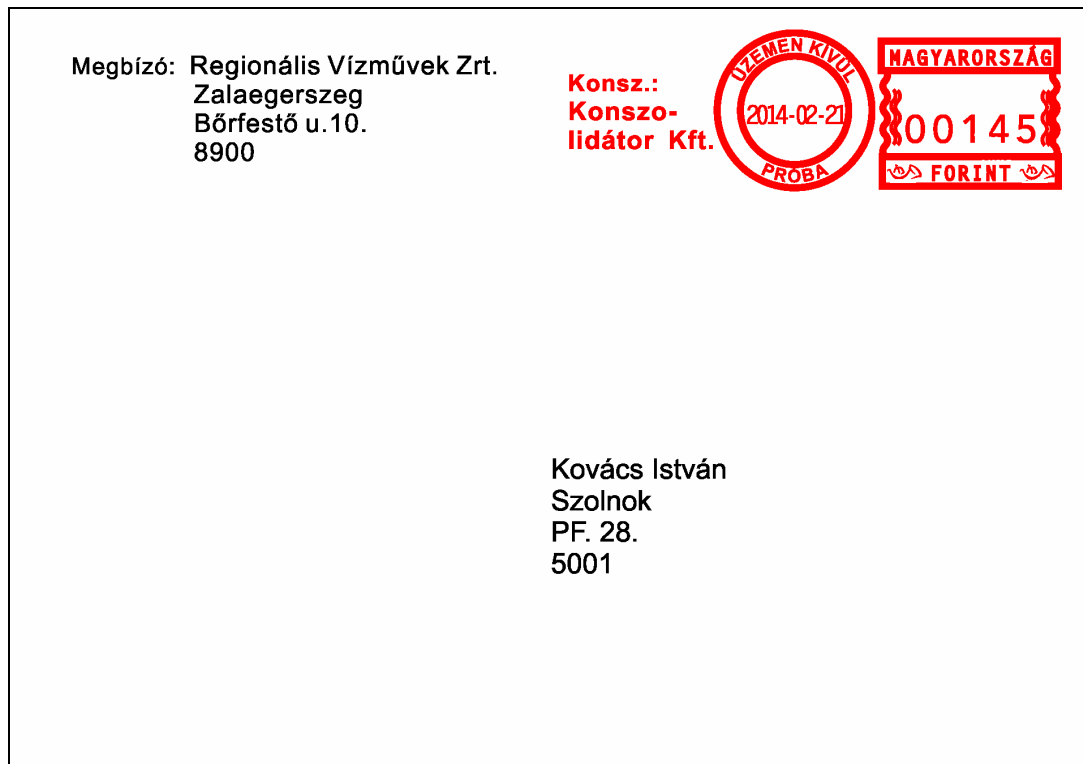 Megbízó: Regionális Vízművek Zrt.
Zalaegerszeg
Bőrfestő u.10.
8900
Konsz.:
Konszo-
lidátor Kft.
ÜZEMEN KÍVÜL
2014-02-21
PRÓBA
MAGYARORSZÁG
00145
FORINT
Kovács István
Szolnok
PF. 28.
5001